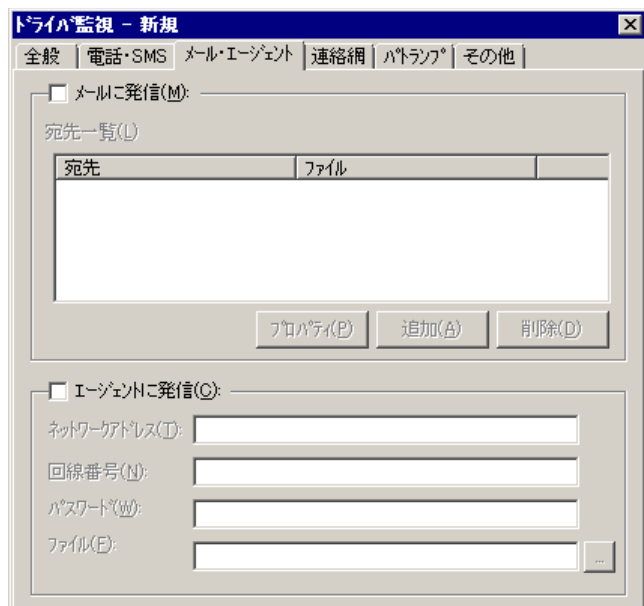 ﾄﾞﾗｲﾊﾞ監視 － 新規
全般 電話・SMS ﾒｰﾙ・ｴｰｼﾞｪﾝﾄ 連絡網 ﾊﾟﾄﾗﾝﾌﾟ その他
ﾒｰﾙに発信(M):
宛先一覧(L)
宛先 ﾌｧｲﾙ
ﾌﾟﾛﾊﾟﾃｨ(P) 追加(A) 削除(D)
ｴｰｼﾞｪﾝﾄに発信(C):
ﾈｯﾄﾜｰｸｱﾄﾞﾚｽ(T):
回線番号(N):
ﾊﾟｽﾜｰﾄﾞ(W):
ﾌｧｲﾙ(F):
...